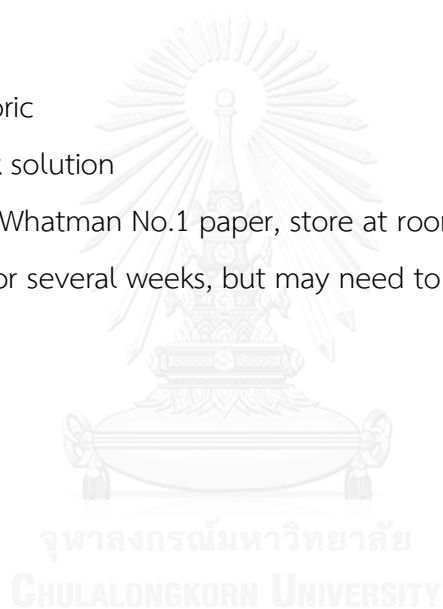 oric
solution
Whatman No.1 paper, store at roor
or several weeks, but may need to
จุฬาลงกรณ์มหาวิทยาลัย
CHULALONGKORN UNIVERSITY